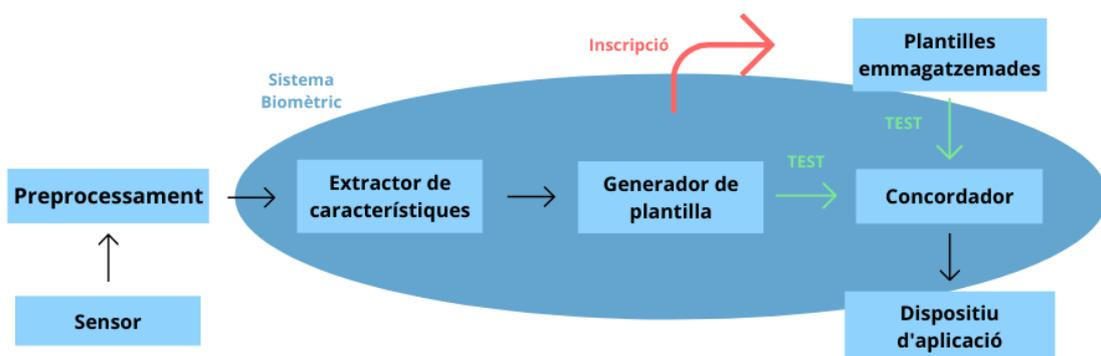 Inscripció
Plantilles
emmagatzemades
Sistema
Biomètric
TEST
TEST
Preprocessament
Extractor de
característiques
Generador de
plantilla
Concordador
Sensor
Dispositiu
d'aplicació